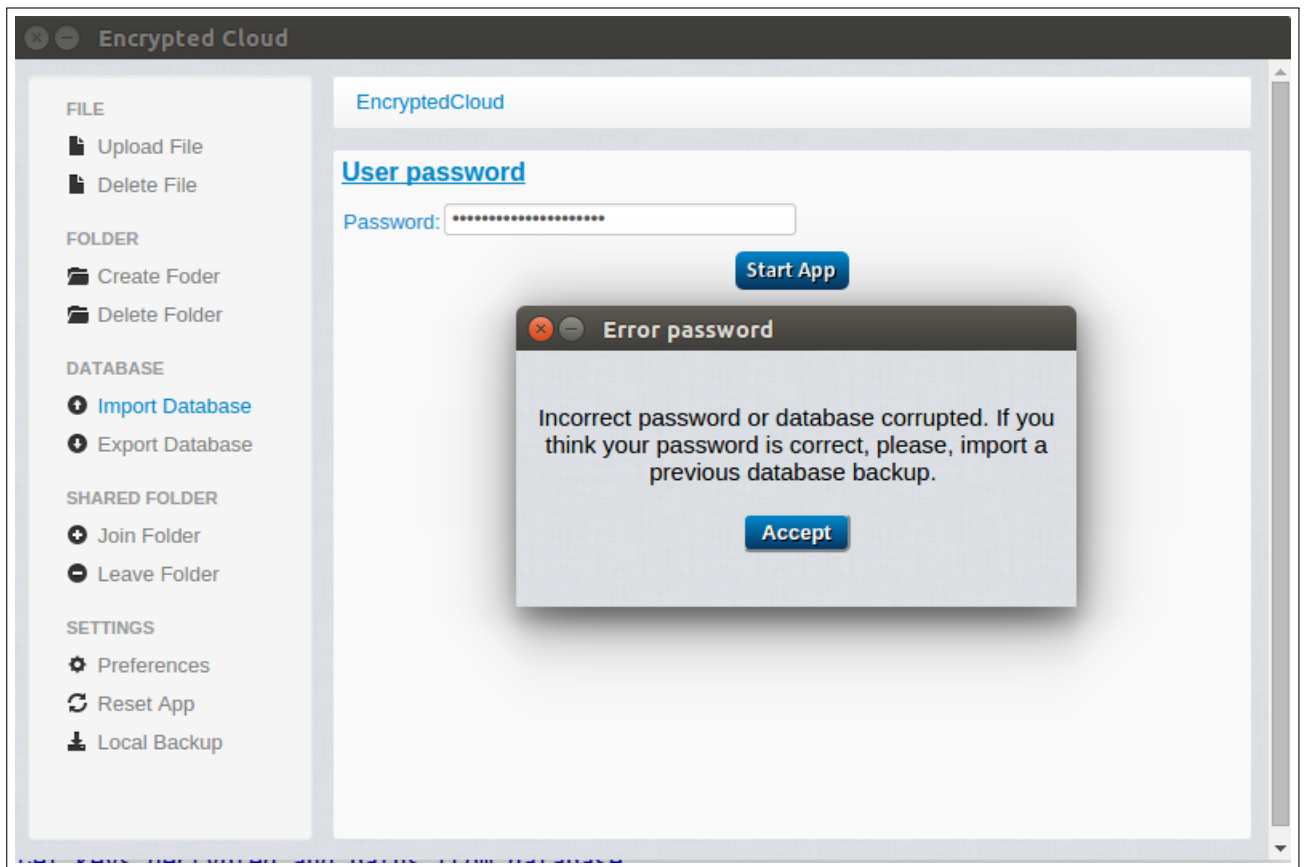 Encrypted Cloud
FILE
Upload File
Delete File
FOLDER
Create Foder
Delete Folder
DATABASE
Import Database
Export Database
SHARED FOLDER
Join Folder
Leave Folder
SETTINGS
Preferences
Reset App
Local Backup
EncryptedCloud
User password
Password:
Start App
Error password
Incorrect password or database corrupted. If you
think your password is correct, please, import a
previous database backup.
Accept